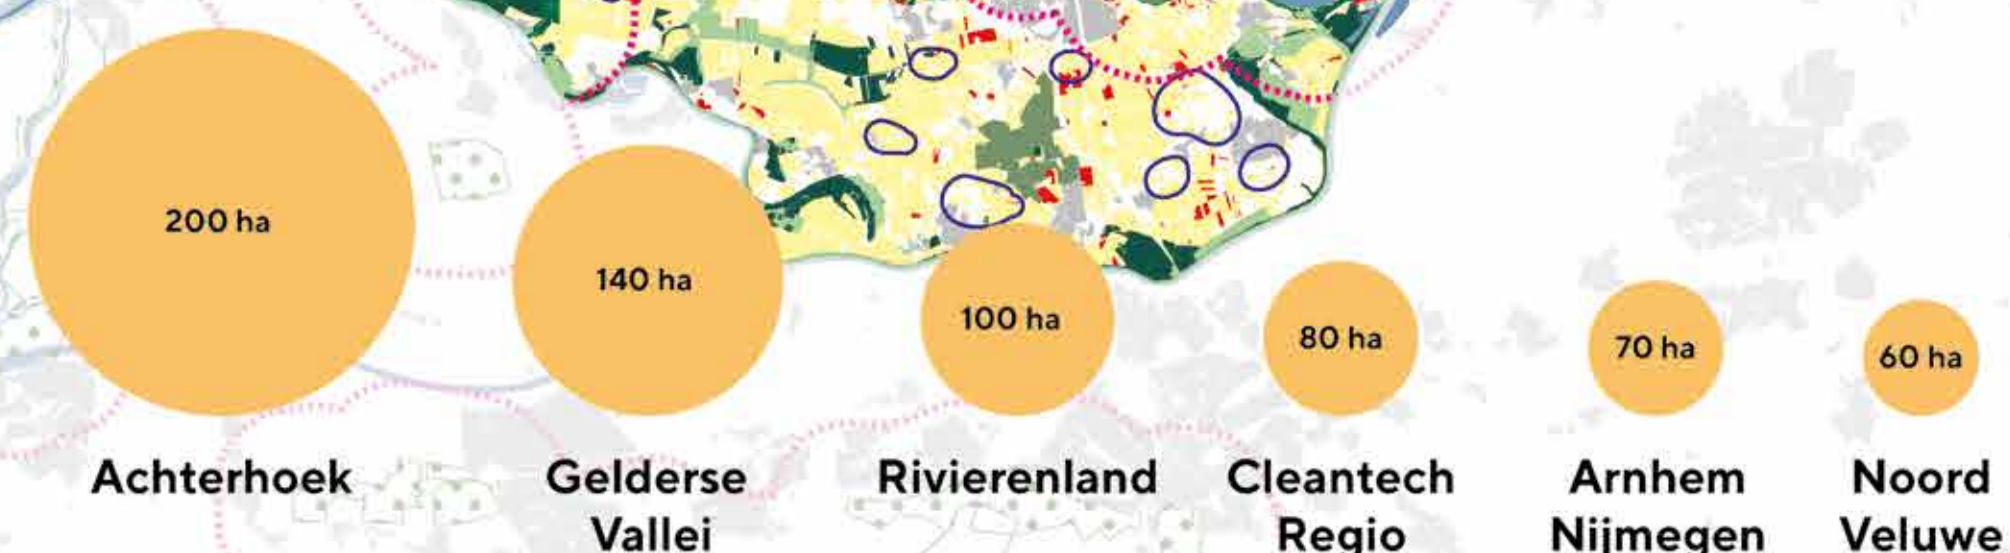 200 ha
140 ha
100 ha
80 ha
70 ha
60 ha
Achterhoek
Gelderse
Vallei
Rivierenland
Cleantech
Regio
Arnhem
Nijmegen
Noord
Veluwe